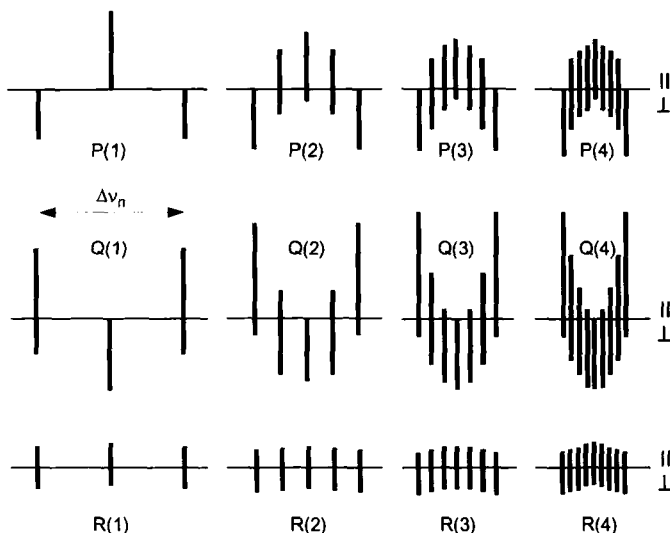 ||
⊥
P(1) P(2) P(3) P(4)
Δνn
Q(1) Q(2) Q(3) Q(4)
||
⊥
||
⊥
R(1) R(2) R(3) R(4)